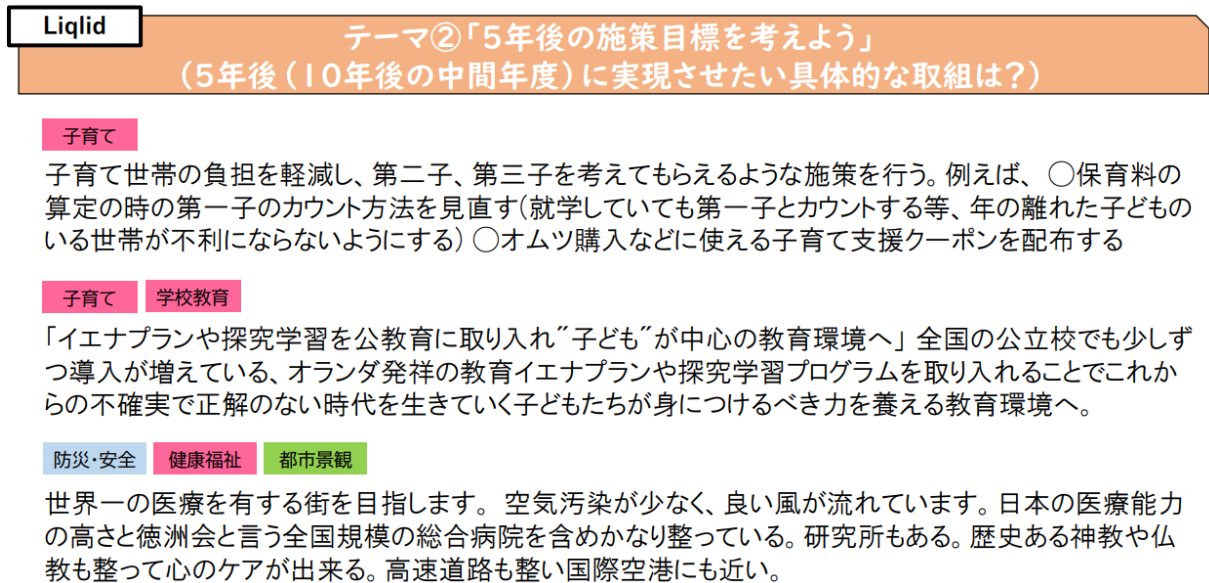 Liqlid
テーマ②「5年後の施策目標を考えよう」
（5年後（10年後の中間年度）に実現させたい具体的な取組は？）
子育て
子育て世帯の負担を軽減し、第二子、第三子を考えてもらえるような施策を行う。例えば、 ○保育料の
算定の時の第一子のカウント方法を見直す（就学していても第一子とカウントする等、年の離れた子どもの
いる世帯が不利にならないようにする）○オムツ購入などに使える子育て支援クーポンを配布する
子育て 学校教育
「イエナプランや探究学習を公教育に取り入れ″子ども″が中心の教育環境へ」 全国の公立校でも少しず
つ導入が増えている、オランダ発祥の教育イエナプランや探究学習プログラムを取り入れることでこれか
らの不確実で正解のない時代を生きていく子どもたちが身につけるべき力を養える教育環境へ。
防災・安全 健康福祉 都市景観
世界一の医療を有する街を目指します。 空気汚染が少なく、良い風が流れています。日本の医療能力
の高さと徳洲会と言う全国規模の総合病院を含めかなり整っている。研究所もある。歴史ある神教や仏
教も整って心のケアが出来る。高速道路も整い国際空港にも近い。